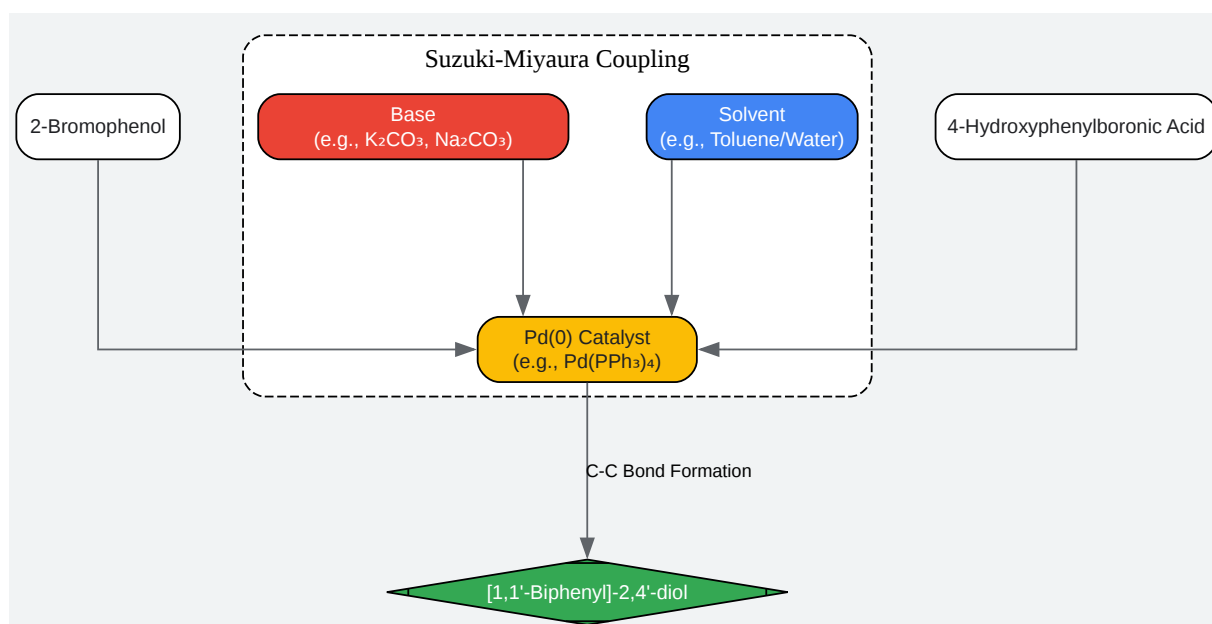 Suzuki-Miyaura Coupling
2-Bromophenol
Base
(e.g., K₂CO₃, Na₂CO₃)
Solvent
(e.g., Toluene/Water)
4-Hydroxyphenylboronic Acid
Pd(0) Catalyst
(e.g., Pd(PPh₃)₄)
C-C Bond Formation
[1,1'-Biphenyl]-2,4'-diol